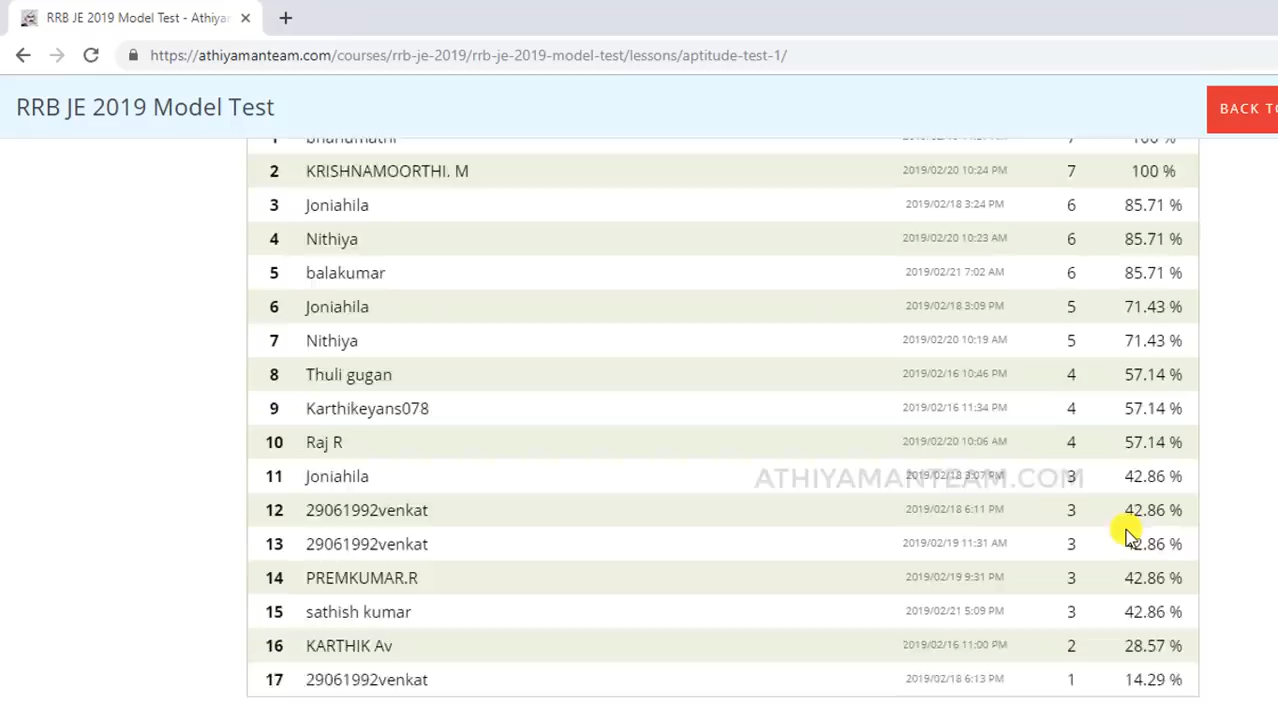 RRB JE 2019 Model Test - Athiyar
https://athiyamanteam.com/courses/rrb-je-2019/rrb-je-2019-model-test/lessons/aptitude-test-1/
RRB JE 2019 Model Test
BACK TO
2 KRISHNAMOORTHI. M 2019/02/20 10:24 PM 7 100 %
3 Joniahila 2019/02/18 3:24 PM 6 85.71 %
4 Nithiya 2019/02/20 10:23 AM 6 85.71 %
5 balakumar 2019/02/21 7:02 AM 6 85.71 %
6 Joniahila 2019/02/18 3:09 PM 5 71.43 %
7 Nithiya 2019/02/20 10:19 AM 5 71.43 %
8 Thuli gugan 2019/02/16 10:46 PM 4 57.14 %
9 Karthikeyans078 2019/02/16 11:34 PM 4 57.14 %
10 Raj R 2019/02/20 10:06 AM 4 57.14 %
11 Joniahila 2019/02/18 3:07 PM 3 42.86 %
ATHIYAMANTEAM.COM
12 29061992venkat 2019/02/18 6:11 PM 3 42.86 %
13 29061992venkat 2019/02/19 11:31 AM 3 42.86 %
14 PREMKUMAR.R 2019/02/19 9:31 PM 3 42.86 %
15 sathish kumar 2019/02/21 5:09 PM 3 42.86 %
16 KARTHIK Av 2019/02/16 11:00 PM 2 28.57 %
17 29061992venkat 2019/02/18 6:13 PM 1 14.29 %